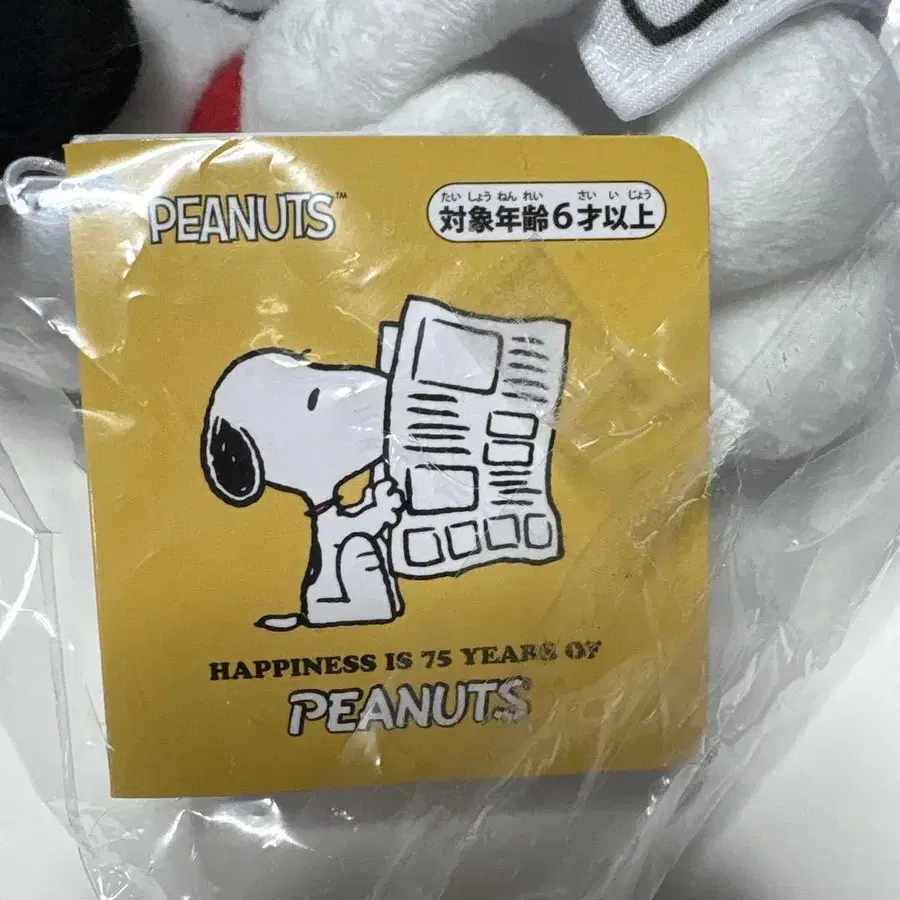 PEANUTS™
たいしょうねんれい さいいじょう
対象年齢6才以上
HAPPINESS IS 75 YEARS OF
PEANUTS